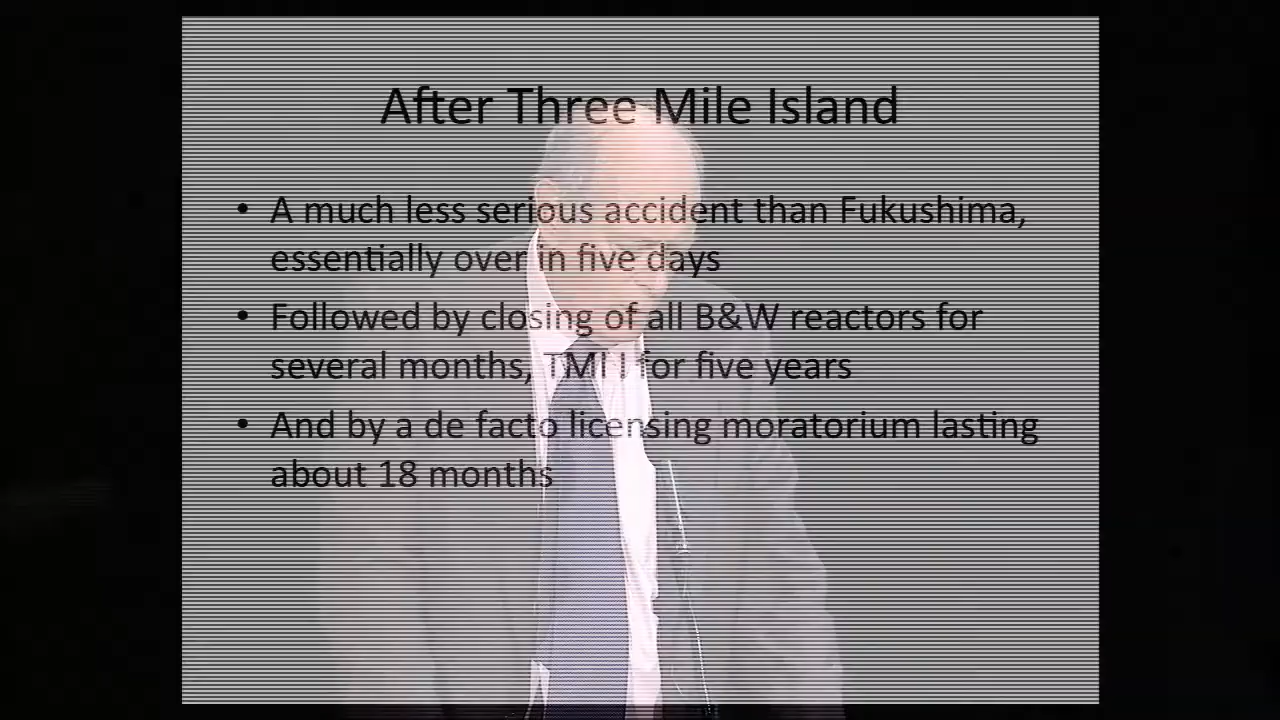 After Three Mile Island
• A much less serious accident than Fukushima,
essentially over in five days
• Followed by closing of all B&W reactors for
several months, TMI I for five years
• And by a de facto licensing moratorium lasting
about 18 months